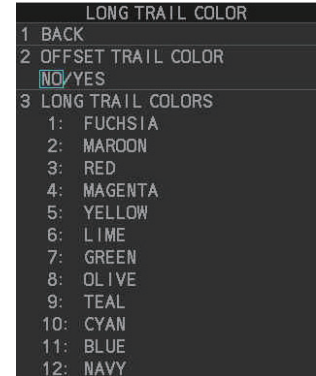 LONG TRAIL COLOR
1 BACK
2 OFFSET TRAIL COLOR
NO/YES
3 LONG TRAIL COLORS
1: FUCHSIA
2: MAROON
3: RED
4: MAGENTA
5: YELLOW
6: LIME
7: GREEN
8: OLIVE
9: TEAL
10: CYAN
11: BLUE
12: NAVY